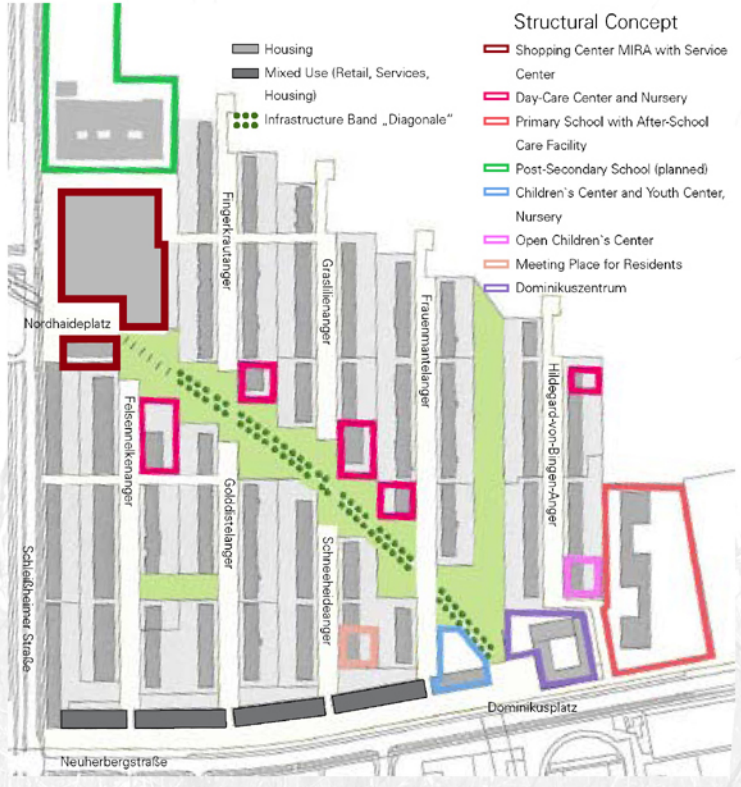 Structural Concept
Housing
Mixed Use (Retail, Services,
Housing)
Infrastructure Band „Diagonale"
Shopping Center MIRA with Service
Center
Day-Care Center and Nursery
Primary School with After-School
Care Facility
Post-Secondary School (planned)
Children`s Center and Youth Center,
Nursery
Open Children`s Center
Meeting Place for Residents
Dominikuszentrum
Fingerkrautanger
Graslilienanger
Frauenmantelanger
Hildegard-von-Bingen-Anger
Nordhaideplatz
Felsennelkenanger
Golddistelanger
Schneeheideanger
Schleißheimer Straße
Dominikusplatz
Neuherbergstraße